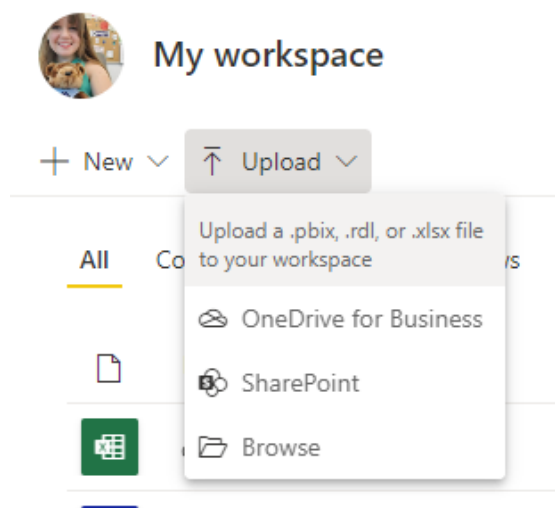 My workspace
New
Upload
Upload a .pbix, .rdl, or .xlsx file
to your workspace
All
OneDrive for Business
SharePoint
Browse